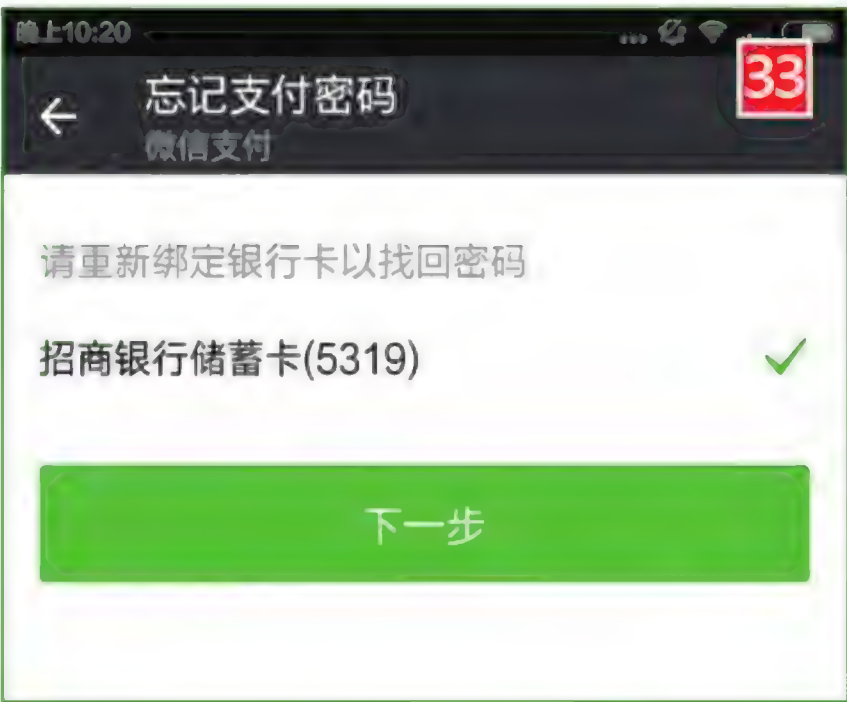 晚上10:20
33
忘记支付密码
微信支付
请重新绑定银行卡以找回密码
招商银行储蓄卡(5319)
下一步